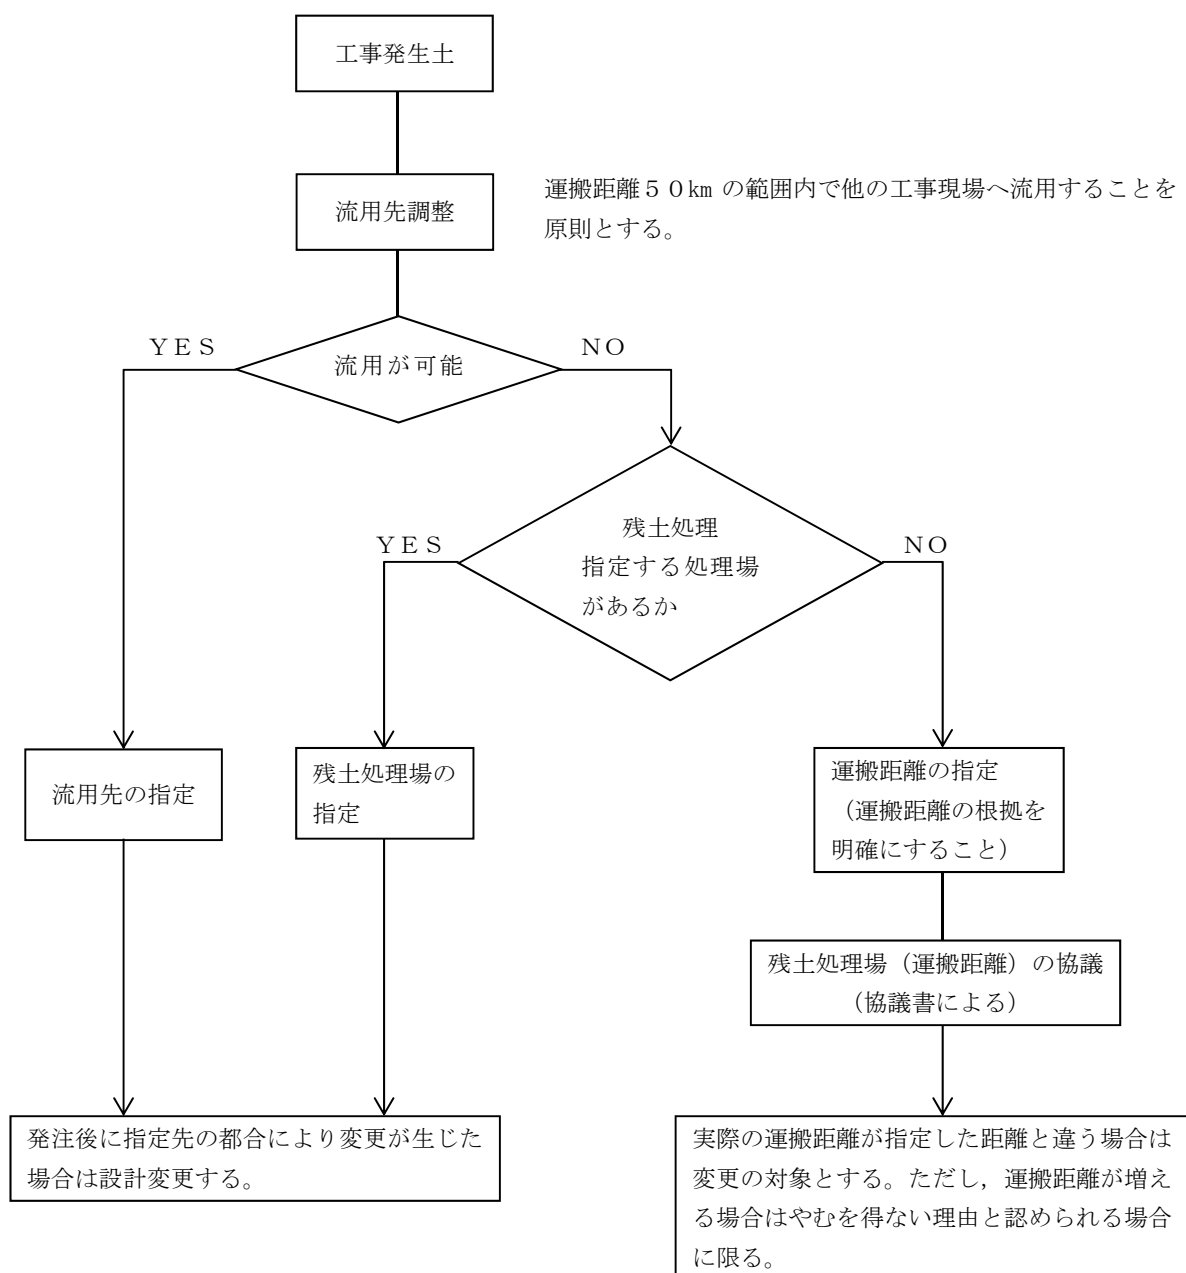 工事発生土
流用先調整
運搬距離５０㎞ の範囲内で他の工事現場へ流用することを
原則とする。
ＹＥＳ
流用が可能
ＮＯ
残土処理
指定する処理場
があるか
ＹＥＳ
ＮＯ
流用先の指定
残土処理場の
指定
運搬距離の指定
（運搬距離の根拠を
明確にすること）
残土処理場（運搬距離）の協議
（協議書による）
発注後に指定先の都合により変更が生じた
場合は設計変更する。
実際の運搬距離が指定した距離と違う場合は
変更の対象とする。ただし，運搬距離が増え
る場合はやむを得ない理由と認められる場合
に限る。